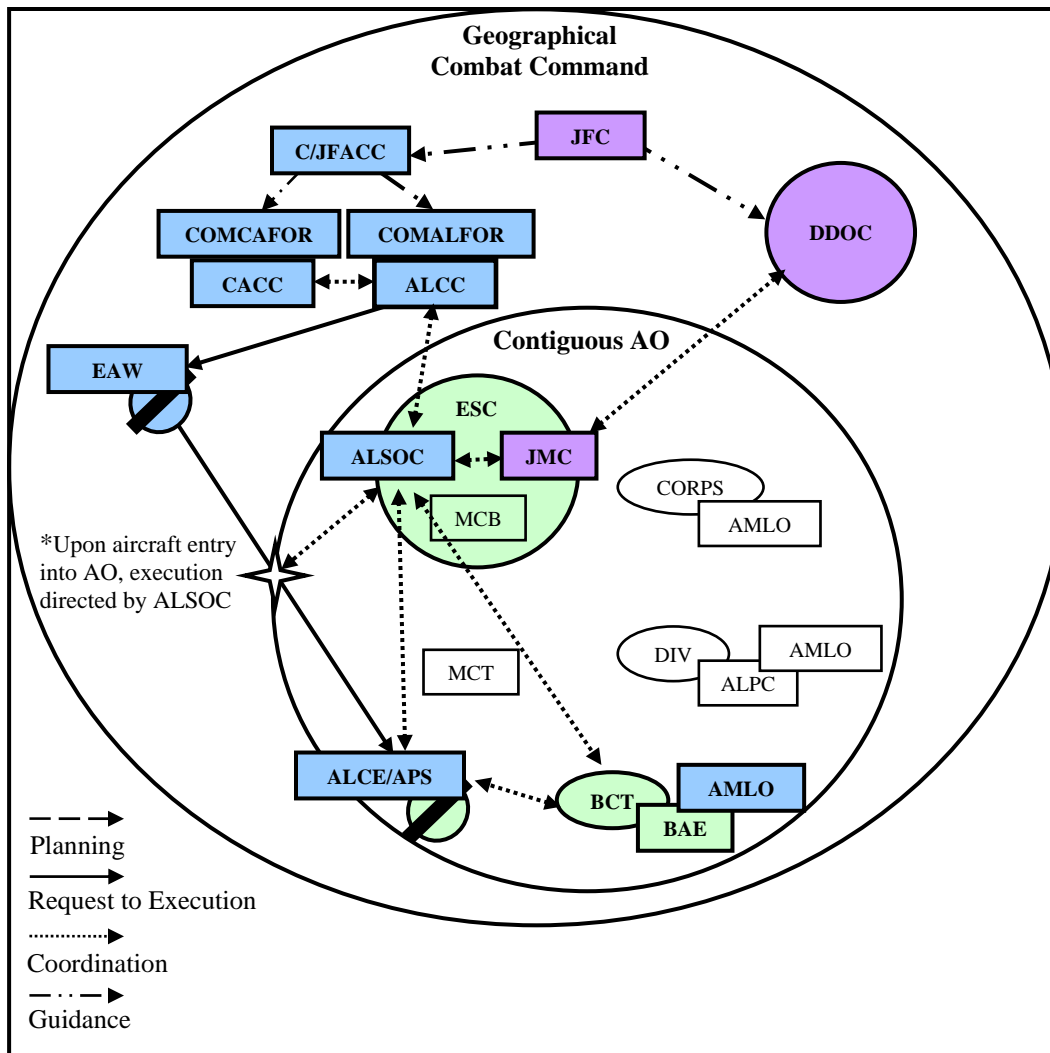 Geographical
Combat Command
JFC
C/JFACC
DDOC
COMCAFOR
COMALFOR
CACC
ALCC
Contiguous AO
EAW
ESC
ALSOC
JMC
CORPS
MCB
AMLO
*Upon aircraft entry
into AO, execution
directed by ALSOC
DIV
AMLO
MCT
ALPC
ALCE/APS
AMLO
BCT
BAE
Planning
Request to Execution
Coordination
Guidance